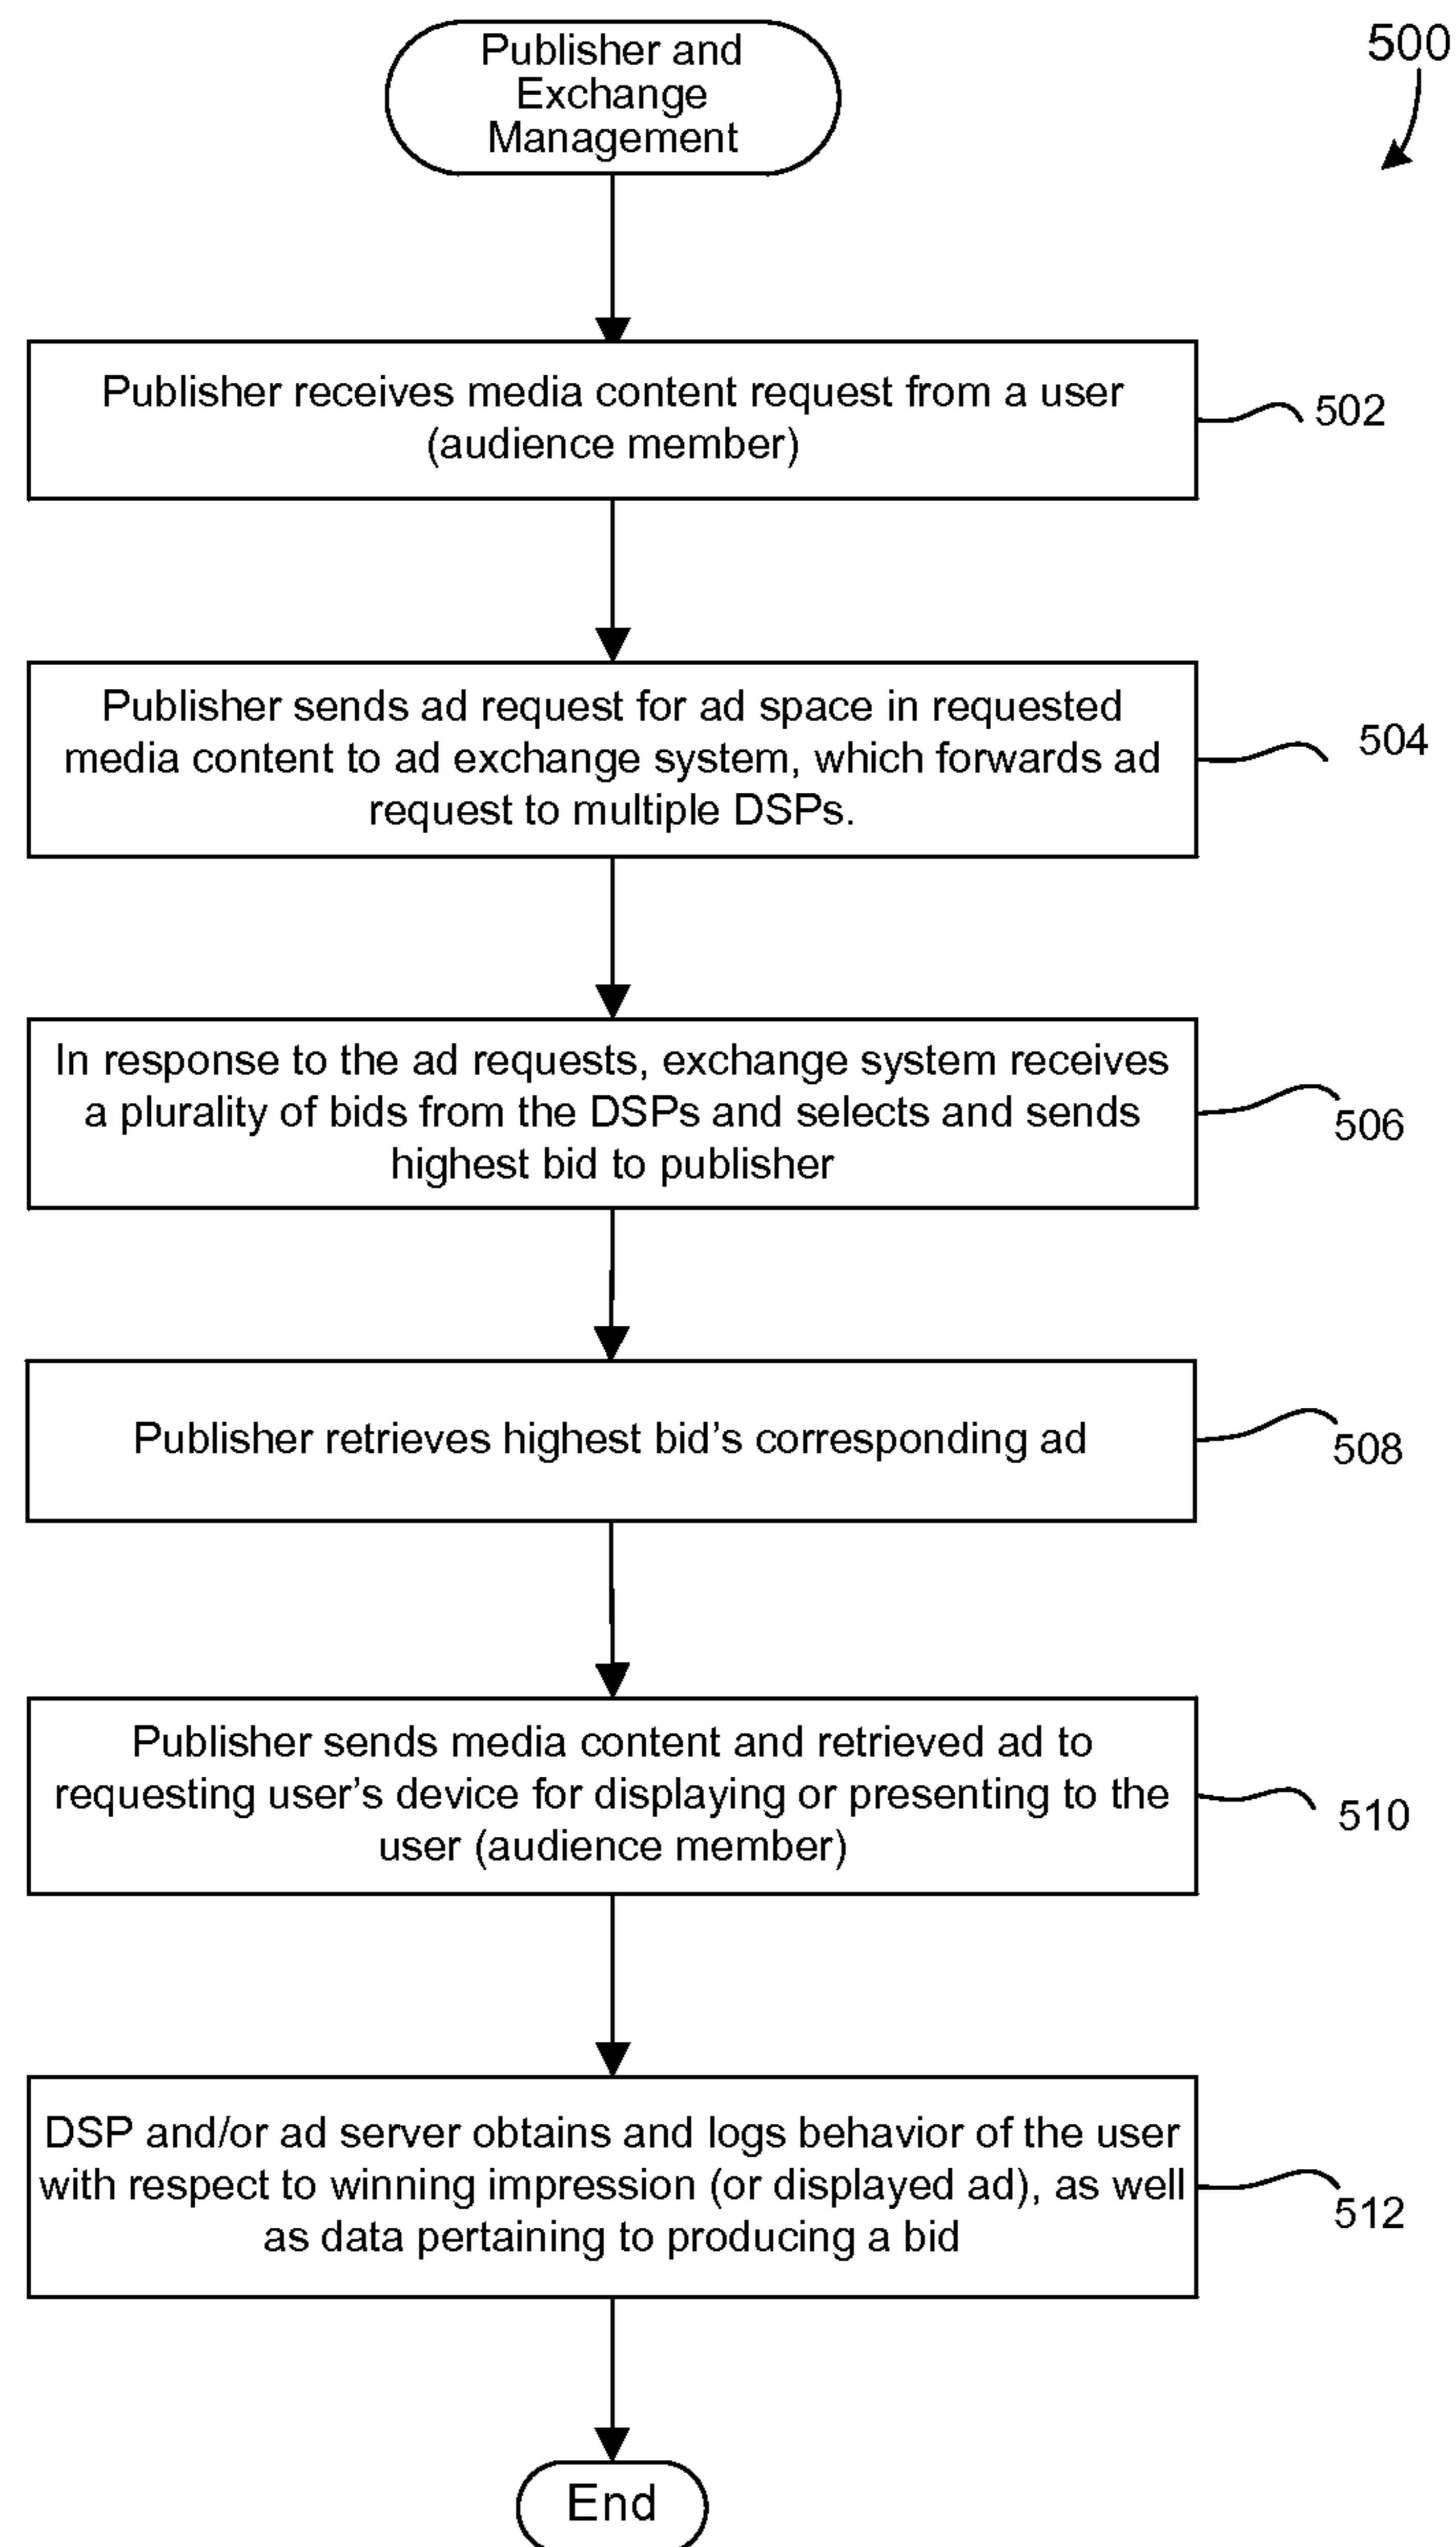 Publisher and
Exchange
Management
500
Publisher receives media content request from a user
(audience member)
502
Publisher sends ad request for ad space in requested
media content to ad exchange system, which forwards ad
request to multiple DSPs.
504
In response to the ad requests, exchange system receives
a plurality of bids from the DSPs and selects and sends
highest bid to publisher
506
Publisher retrieves highest bid's corresponding ad
508
Publisher sends media content and retrieved ad to
requesting user's device for displaying or presenting to the
user (audience member)
510
DSP and/or ad server obtains and logs behavior of the user
with respect to winning impression (or displayed ad), as well
as data pertaining to producing a bid
512
End